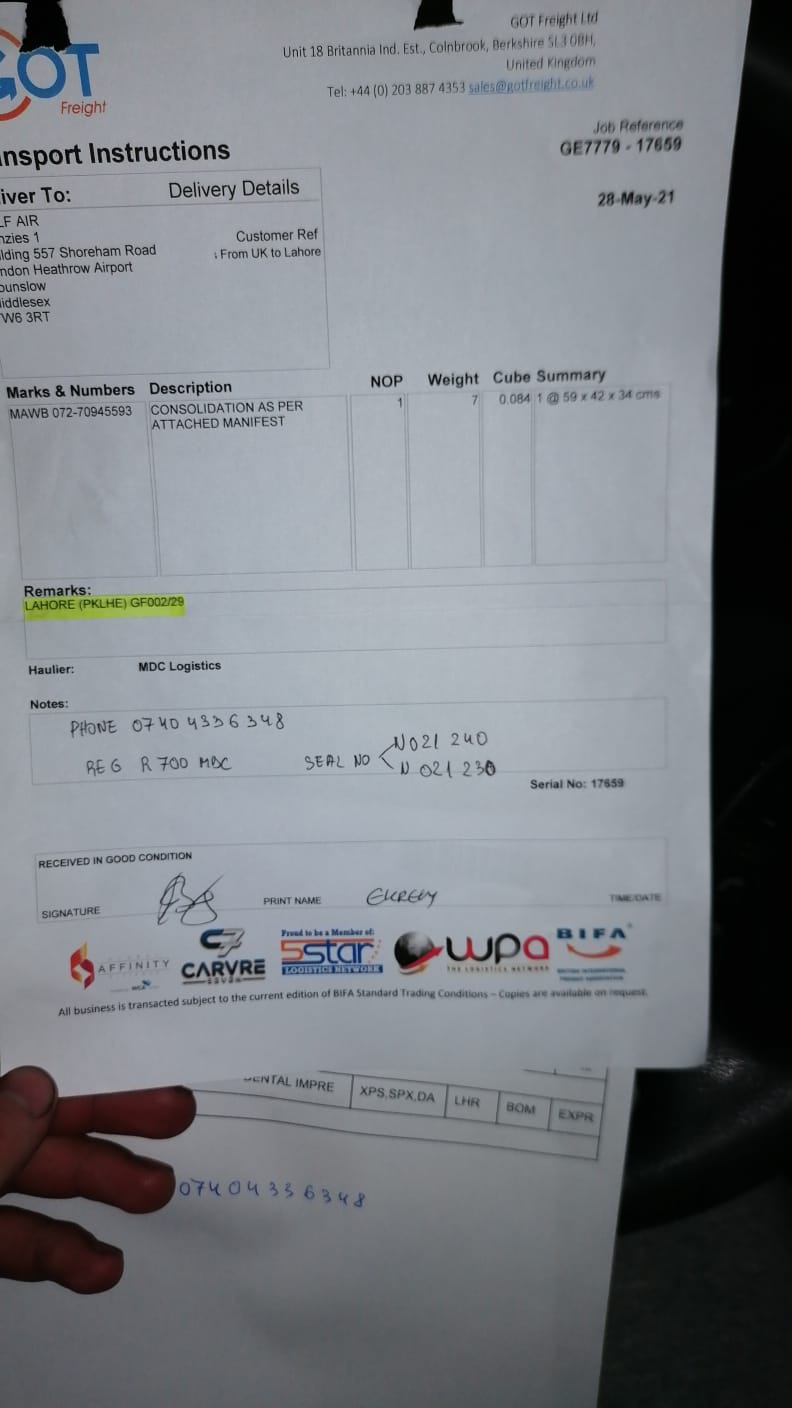 GOT
Freight
GOT Freight Ltd
Unit 18 Britannia Ind. Est., Colnbrook, Berkshire SL3 0BH,
United Kingdom
Tel: +44 (0) 203 887 4353 sales@gotfreight.co.uk
nsport Instructions
Job Reference
GE7779 - 17659
28-May-21
iver To:
Delivery Details
LF AIR
nzies 1
ilding 557 Shoreham Road
ndon Heathrow Airport
ounslow
iddlesex
W6 3RT
Customer Ref
: From UK to Lahore
Marks & Numbers Description NOP Weight Cube Summary
MAWB 072-70945593 CONSOLIDATION AS PER 1 7 0.084 1 @ 59 x 42 x 34 cms
ATTACHED MANIFEST
Remarks:
LAHORE (PKLHE) GF002/29
Haulier: MDC Logistics
Notes:
PHONE 0740 4336348
REG R 700 MDC SEAL NO N021 240
N 021 230
Serial No: 17659
RECEIVED IN GOOD CONDITION
SIGNATURE PRINT NAME TIME/DATE
AFFINITY
WCA
CARVRE
SEVEN
Proud to be a Member of:
5star
LOGISTICS NETWORK
wpa
THE LOGISTICS NETWORK
BIFA
All business is transacted subject to the current edition of BIFA Standard Trading Conditions – Copies are available on request.
DENTAL IMPRE XPS,SPX,DA LHR BOM EXPR
07404336348